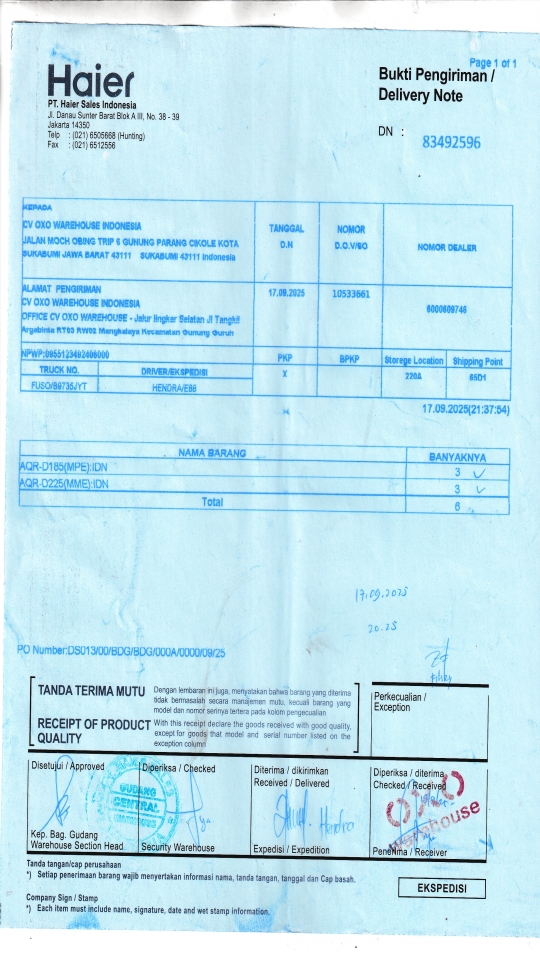 Page 1 of 1
Haier
PT. Haier Sales Indonesia
Jl. Danau Sunter Barat Blok A III, No. 38 - 39
Jakarta 14350
Telp : (021) 6505668 (Hunting)
Fax : (021) 6512556
Bukti Pengiriman /
Delivery Note
DN : 83492596
KEPADA
CV OXO WAREHOUSE INDONESIA
JALAN MOCH OBING TRIP 6 GUNUNG PARANG CIKOLE KOTA
SUKABUMI JAWA BARAT 43111 SUKABUMI 43111 Indonesia
TANGGAL
D.N
NOMOR
D.O.V/SO
NOMOR DEALER
ALAMAT PENGIRIMAN
CV OXO WAREHOUSE INDONESIA
OFFICE CV OXO WAREHOUSE - Jalur lingkar Selatan Jl Tangkil
Argabinta RT03 RW02 Mangkalaya Kecamatan Gunung Guruh
17.09.2025
10533661
6000609746
NPWP:0955123492406000
PKP
BPKP
Storege Location
Shipping Point
TRUCK NO.
DRIVER/EKSPEDISI
X
220A
65D1
FUSO/B9735JYT
HENDRA/EBB
17.09.2025(21:37:54)
NAMA BARANG
BANYAKNYA
AQR-D185(MPE):IDN 3
AQR-D225(MME):IDN 3
Total 6
17.09.2025
20.25
PO Number:DS013/00/BDG/BDG/000A/0000/09/25
TANDA TERIMA MUTU
Dengan lembaran ini juga, menyatakan bahwa barang yang diterima
tidak bermasalah secara manajemen mutu, kecuali barang yang
model dan nomor serinya tertera pada kolom pengecualian
RECEIPT OF PRODUCT
QUALITY
With this receipt declare the goods received with good quality,
except for goods that model and serial number listed on the
exception column
Perkecualian /
Exception
Disetujui / Approved
Diperiksa / Checked
Diterima / dikirimkan
Received / Delivered
Diperiksa / diterima
Checked / Received
GUDANG
CENTRAL
OXO
warehouse
Hendra
Kep. Bag. Gudang
Warehouse Section Head
Security Warehouse
Expedisi / Expedition
Penerima / Receiver
Tanda tangan/cap perusahaan
*) Setiap penerimaan barang wajib menyertakan informasi nama, tanda tangan, tanggal dan Cap basah.
EKSPEDISI
Company Sign / Stamp
*) Each item must include name, signature, date and wet stamp information.